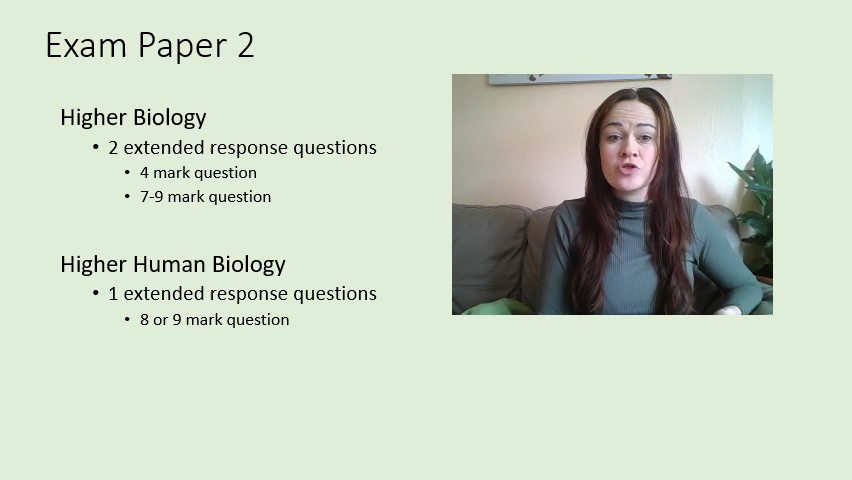 Exam Paper 2
Higher Biology
• 2 extended response questions
• 4 mark question
• 7-9 mark question
Higher Human Biology
• 1 extended response questions
• 8 or 9 mark question